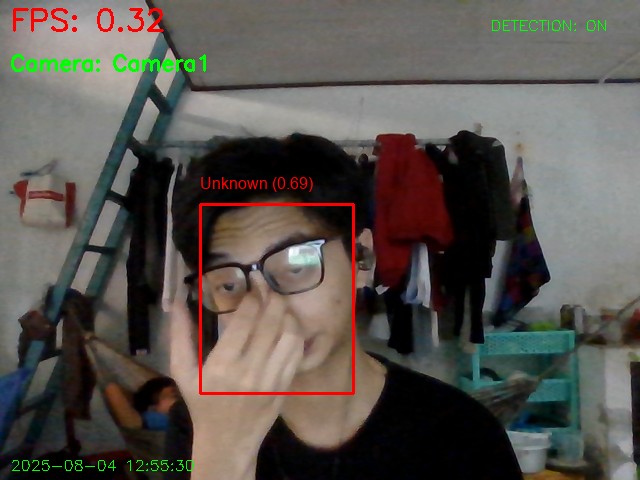 FPS: 0.32
DETECTION: ON
Camera: Camera1
Unknown (0.69)
2025-08-04 12:55:30